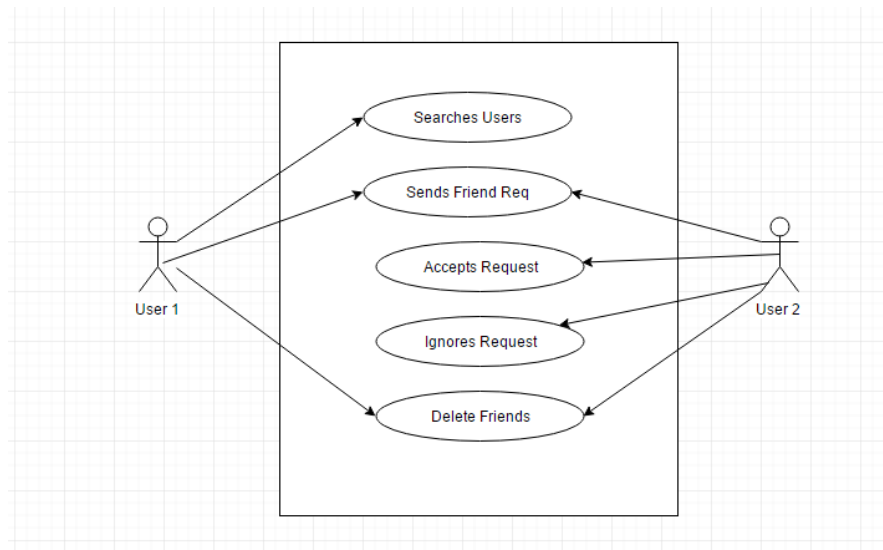 Searches Users
Sends Friend Req
Accepts Request
User 1
User 2
Ignores Request
Delete Friends